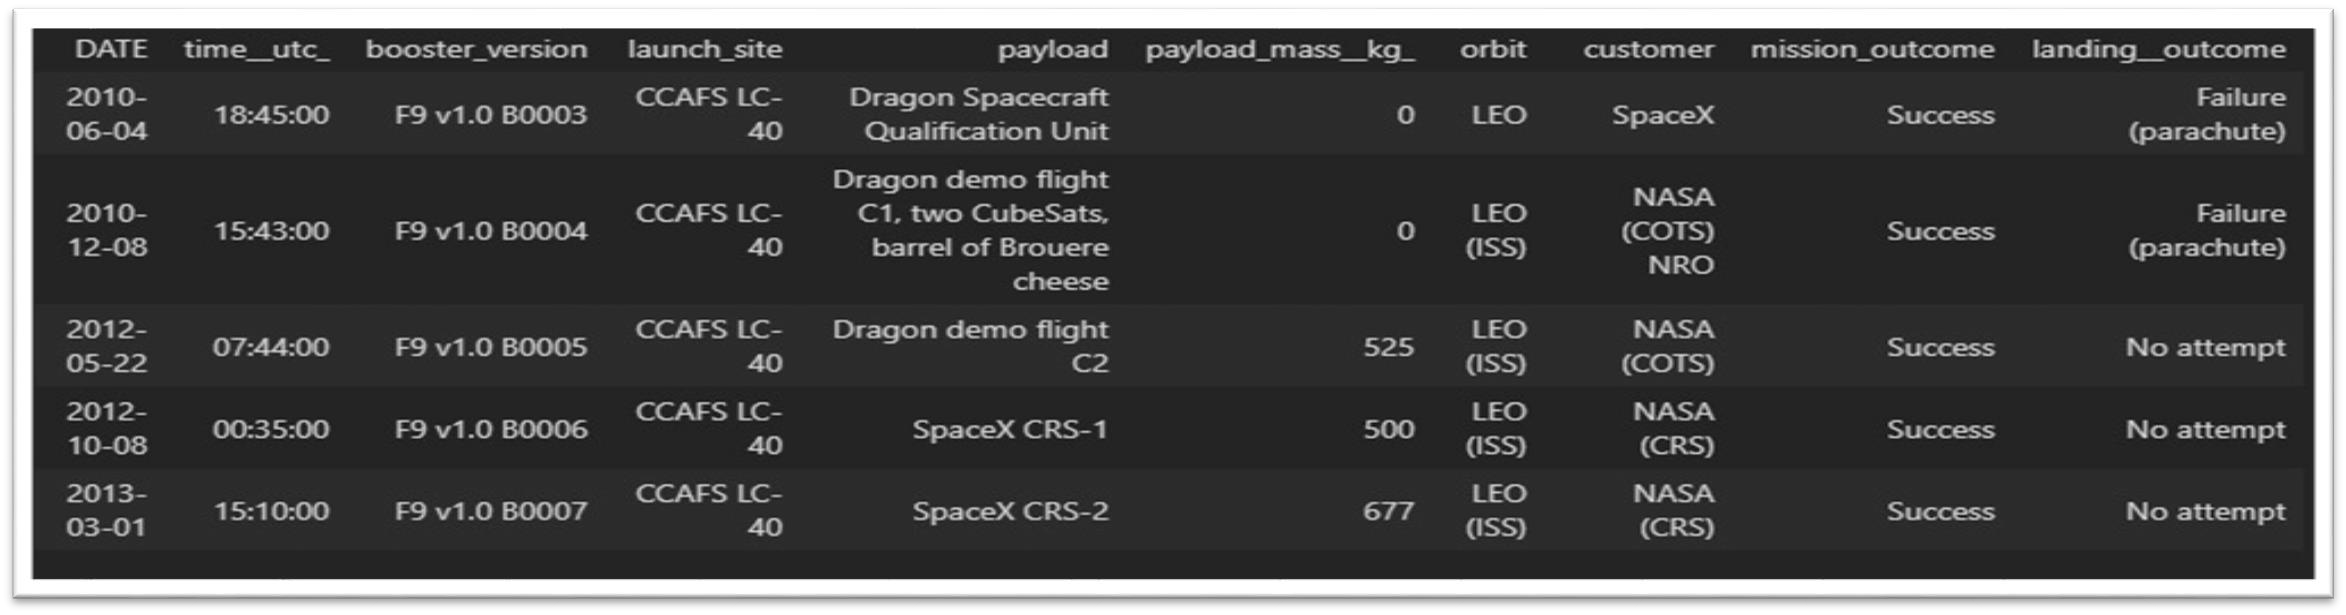 DATE time__utc_ booster_version launch_site payload payload_mass__kg_ orbit customer mission_outcome landing__outcome
2010-06-04 18:45:00 F9 v1.0 B0003 CCAFS LC-40 Dragon Spacecraft Qualification Unit 0 LEO SpaceX Success Failure (parachute)
2010-12-08 15:43:00 F9 v1.0 B0004 CCAFS LC-40 Dragon demo flight C1, two CubeSats, barrel of Brouere cheese 0 LEO (ISS) NASA (COTS) NRO Success Failure (parachute)
2012-05-22 07:44:00 F9 v1.0 B0005 CCAFS LC-40 Dragon demo flight C2 525 LEO (ISS) NASA (COTS) Success No attempt
2012-10-08 00:35:00 F9 v1.0 B0006 CCAFS LC-40 SpaceX CRS-1 500 LEO (ISS) NASA (CRS) Success No attempt
2013-03-01 15:10:00 F9 v1.0 B0007 CCAFS LC-40 SpaceX CRS-2 677 LEO (ISS) NASA (CRS) Success No attempt